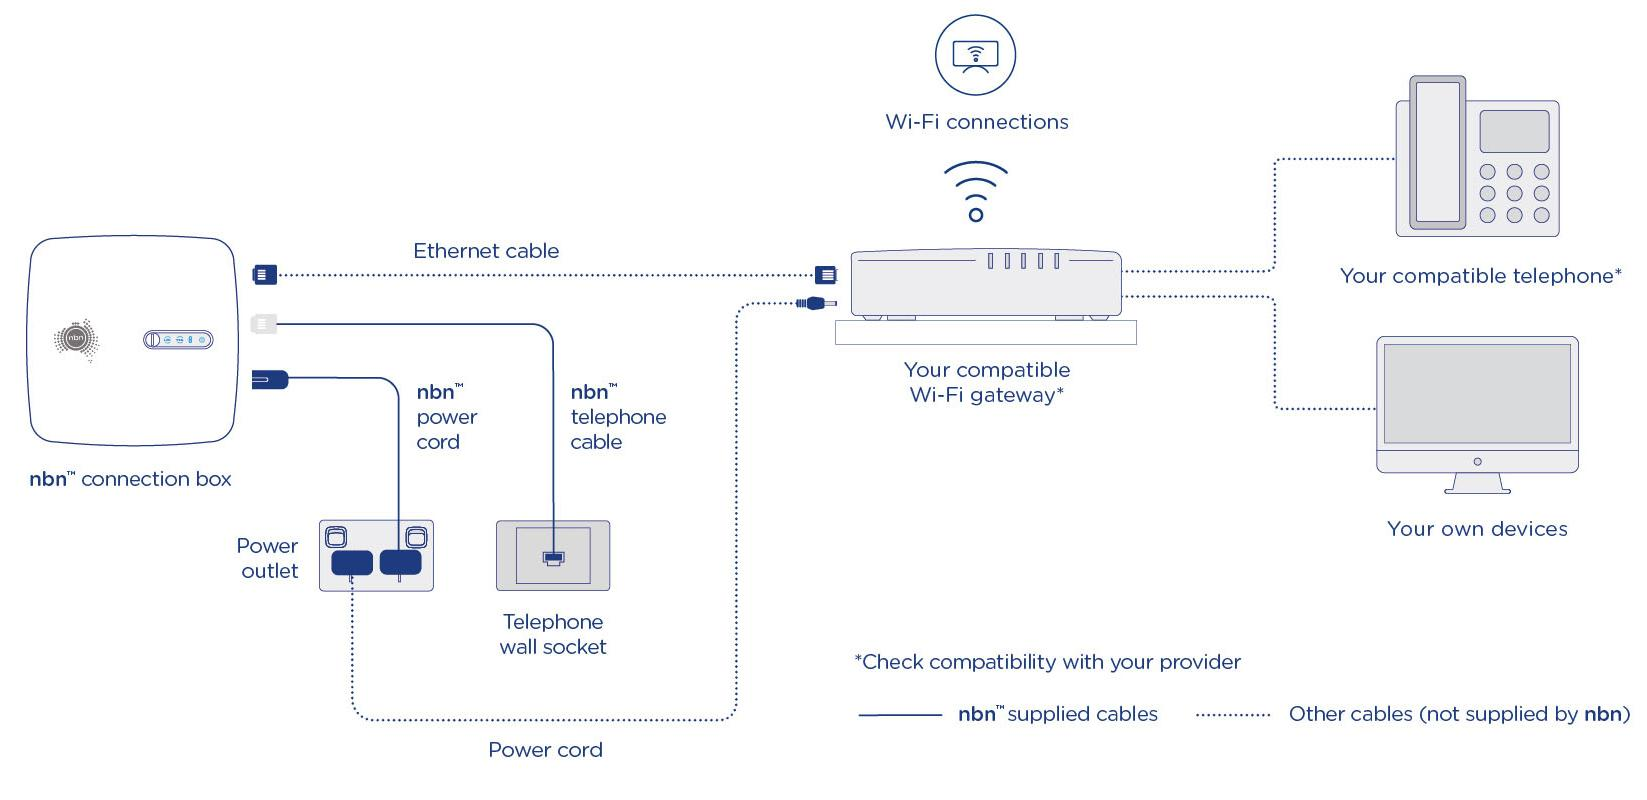 Wi-Fi connections
Ethernet cable
Your compatible telephone*
nbn
Your compatible
Wi-Fi gateway*
nbn™
power
cord
nbn™
telephone
cable
nbn™ connection box
Your own devices
Power
outlet
Telephone
wall socket
*Check compatibility with your provider
nbn™ supplied cables
Other cables (not supplied by nbn)
Power cord